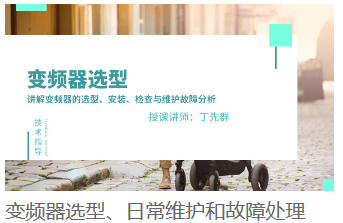 变频器选型
讲解变频器的选型、安装、检查与维护故障分析
授课讲师：丁先群
技术指导
变频器选型、日常维护和故障处理